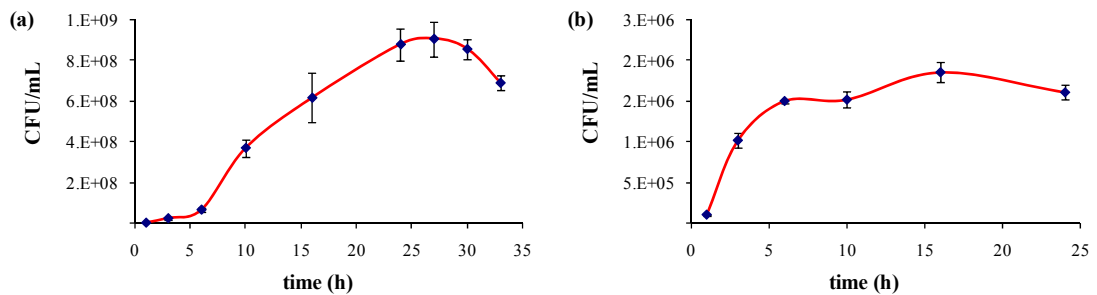 (a)
CFU/mL
1.E+09
8.E+08
6.E+08
4.E+08
2.E+08
0 5 10 15 20 25 30 35
time (h)
(b)
CFU/mL
3.E+06
2.E+06
2.E+06
1.E+06
5.E+05
0 5 10 15 20 25
time (h)